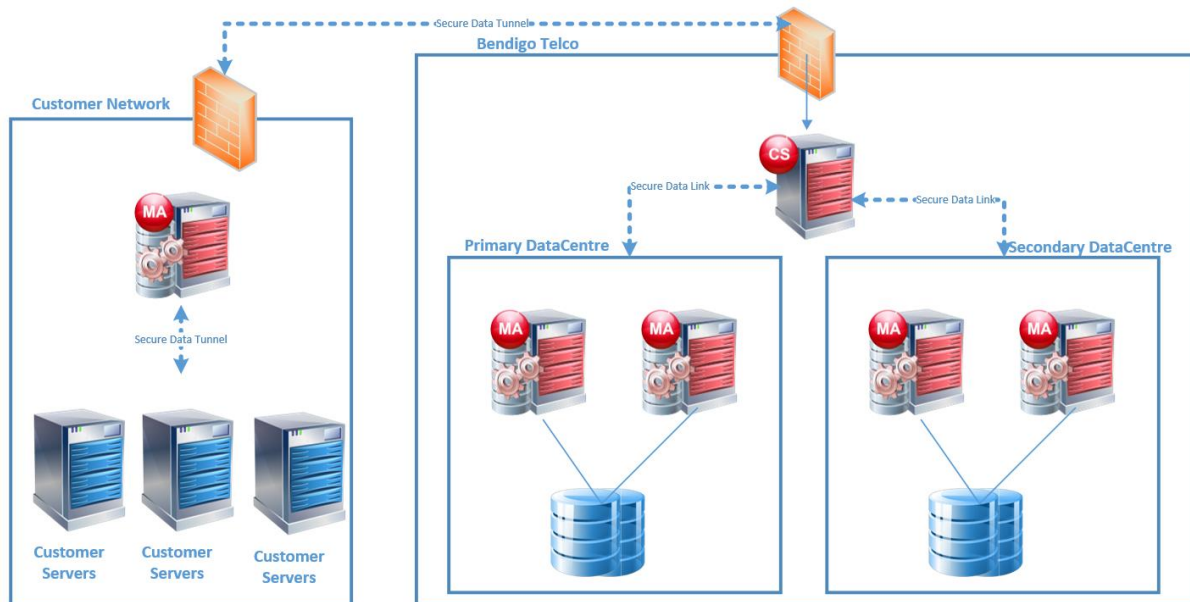 Secure Data Tunnel
Bendigo Telco
Customer Network
CS
Secure Data Link
Secure Data Link
MA
Primary DataCentre
Secondary DataCentre
Secure Data Tunnel
MA
MA
MA
MA
Customer
Servers
Customer
Servers
Customer
Servers